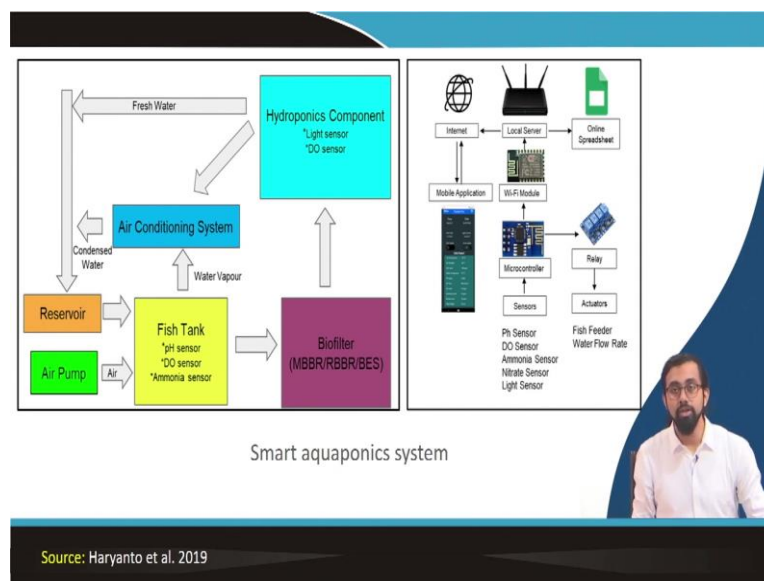 Fresh Water
Hydroponics Component
*Light sensor
*DO sensor
Air Conditioning System
Condensed
Water
Water Vapour
Reservoir
Fish Tank
*pH sensor
*DO sensor
*Ammonia sensor
Biofilter
(MBBR/RBBR/BES)
Air Pump
Air
Internet
Local Server
Online
Spreadsheet
Mobile Application
Wi-Fi Module
Microcontroller
Relay
Sensors
Actuators
Ph Sensor
DO Sensor
Ammonia Sensor
Nitrate Sensor
Light Sensor
Fish Feeder
Water Flow Rate
Smart aquaponics system
Source: Haryanto et al. 2019